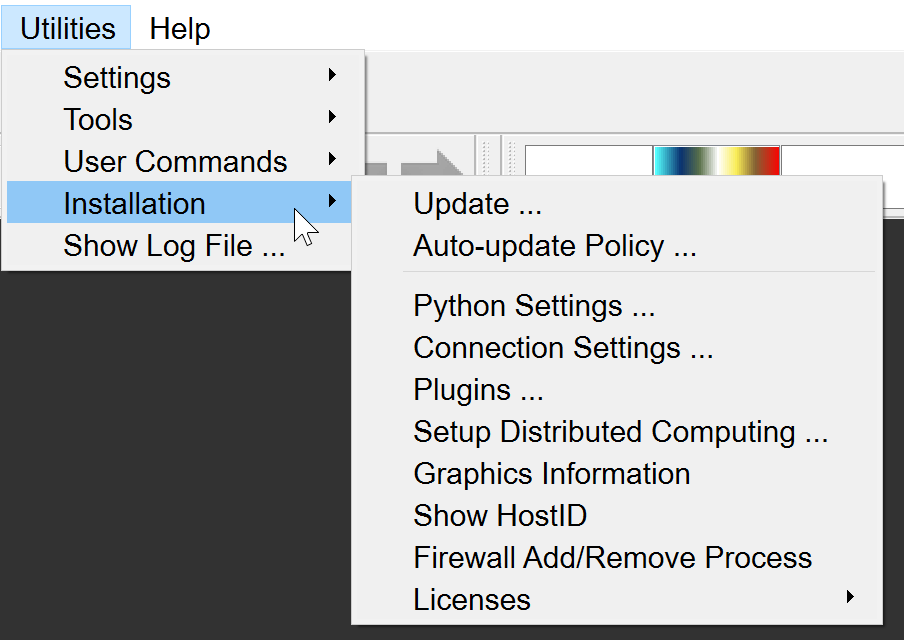 Utilities Help
Settings
Tools
User Commands
Installation
Show Log File ...
Update ...
Auto-update Policy ...
Python Settings ...
Connection Settings ...
Plugins ...
Setup Distributed Computing ...
Graphics Information
Show HostID
Firewall Add/Remove Process
Licenses